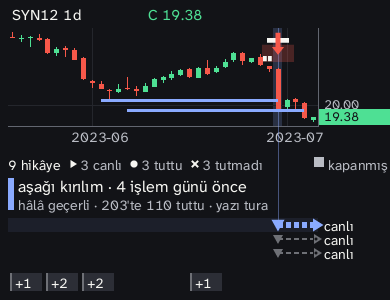 SYN12 1d C 19.38
20.00
19.38
2023-06 2023-07
9 hikâye ▶ 3 canlı ● 3 tuttu ✕ 3 tutmadı kapanmış
aşağı kırılım · 4 işlem günü önce
hâlâ geçerli · 203'te 110 tuttu · yazı tura
canlı
canlı
canlı
+1 +2 +2 +1